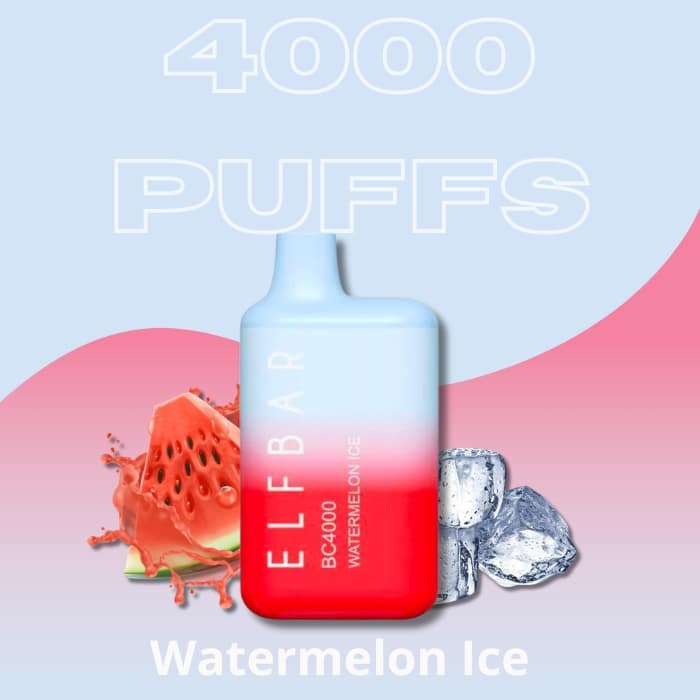 4000
PUFFS
ELFBAR
BC4000
WATERMELON ICE
Watermelon Ice